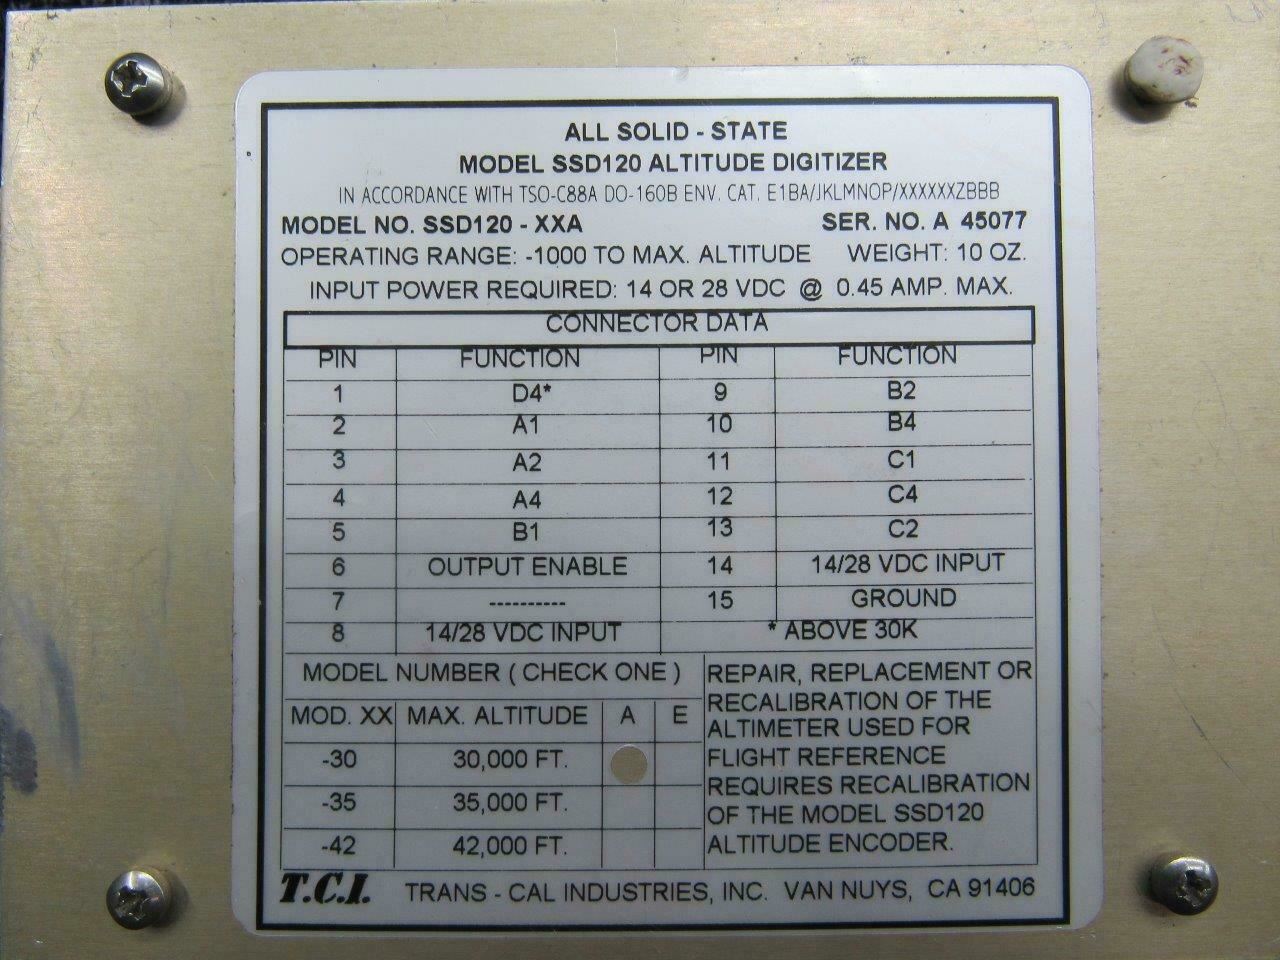 ALL SOLID - STATE
MODEL SSD120 ALTITUDE DIGITIZER
IN ACCORDANCE WITH TSO-C88A DO-160B ENV. CAT. E1BA/JKLMNOP/XXXXXXZBBB
MODEL NO. SSD120 - XXA SER. NO. A 45077
OPERATING RANGE: -1000 TO MAX. ALTITUDE WEIGHT: 10 OZ.
INPUT POWER REQUIRED: 14 OR 28 VDC @ 0.45 AMP. MAX.
CONNECTOR DATA
PIN FUNCTION PIN FUNCTION
1 D4* 9 B2
2 A1 10 B4
3 A2 11 C1
4 A4 12 C4
5 B1 13 C2
6 OUTPUT ENABLE 14 14/28 VDC INPUT
7 ---------- 15 GROUND
8 14/28 VDC INPUT * ABOVE 30K
MODEL NUMBER ( CHECK ONE )
MOD. XX MAX. ALTITUDE A E
-30 30,000 FT.
-35 35,000 FT.
-42 42,000 FT.
REPAIR, REPLACEMENT OR
RECALIBRATION OF THE
ALTIMETER USED FOR
FLIGHT REFERENCE
REQUIRES RECALIBRATION
OF THE MODEL SSD120
ALTITUDE ENCODER.
T.C.I. TRANS - CAL INDUSTRIES, INC. VAN NUYS, CA 91406